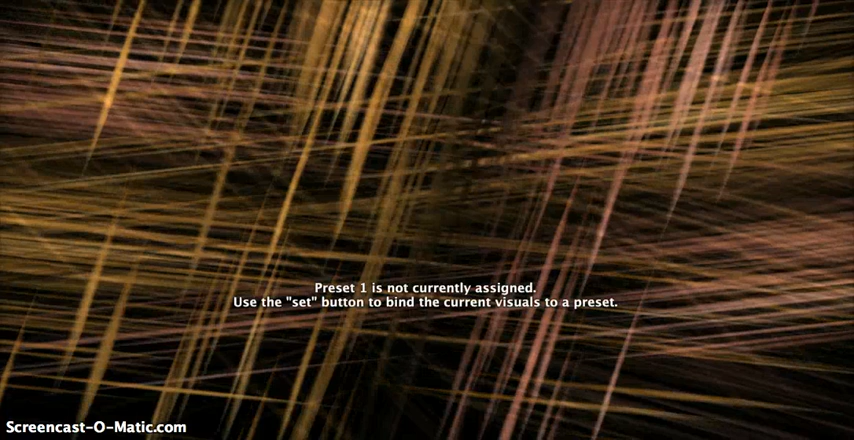 Preset 1 is not currently assigned.
Use the "set" button to bind the current visuals to a preset.
Screencast-O-Matic.com